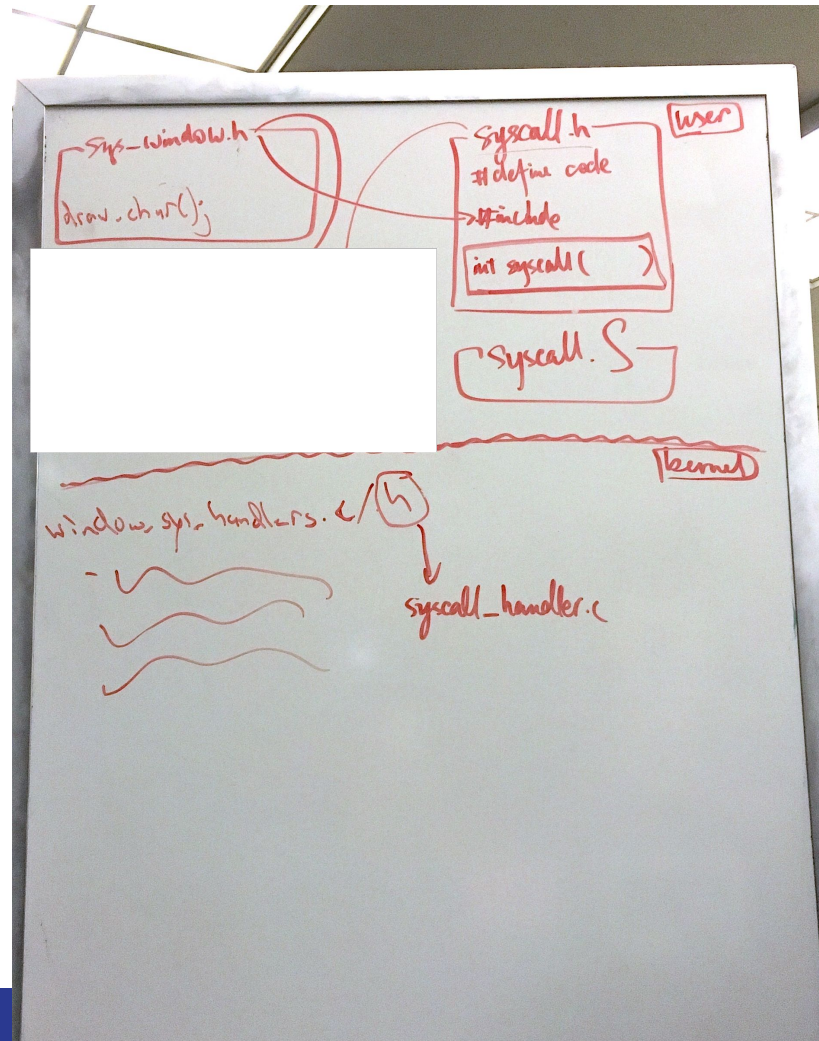 sys_window.h
draw_char();
user
syscall.h
#define code
#include
int syscall( )
syscall.S
kernel
window_sys_handlers.c/h
syscall_handler.c